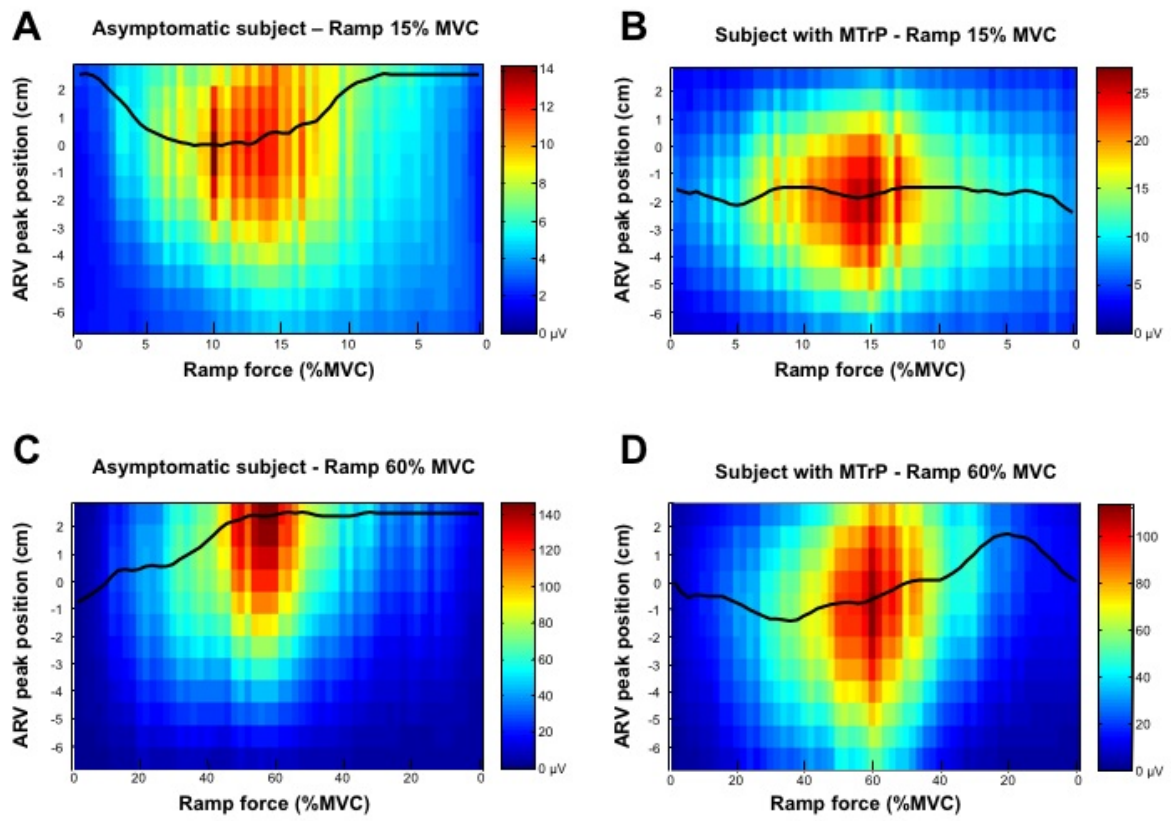 A
Asymptomatic subject – Ramp 15% MVC
ARV peak position (cm)
2
1
0
-1
-2
-3
-4
-5
-6
0 5 10 15 10 5 0
Ramp force (%MVC)
14
12
10
8
6
4
2
0 µV
B
Subject with MTrP - Ramp 15% MVC
ARV peak position (cm)
2
1
0
-1
-2
-3
-4
-5
-6
0 5 10 15 10 5 0
Ramp force (%MVC)
25
20
15
10
5
0 µV
C
Asymptomatic subject - Ramp 60% MVC
ARV peak position (cm)
2
1
0
-1
-2
-3
-4
-5
-6
0 20 40 60 40 20 0
Ramp force (%MVC)
140
120
100
80
60
40
20
0 µV
D
Subject with MTrP - Ramp 60% MVC
ARV peak position (cm)
2
1
0
-1
-2
-3
-4
-5
-6
0 20 40 60 40 20 0
Ramp force (%MVC)
100
80
60
40
20
0 µV